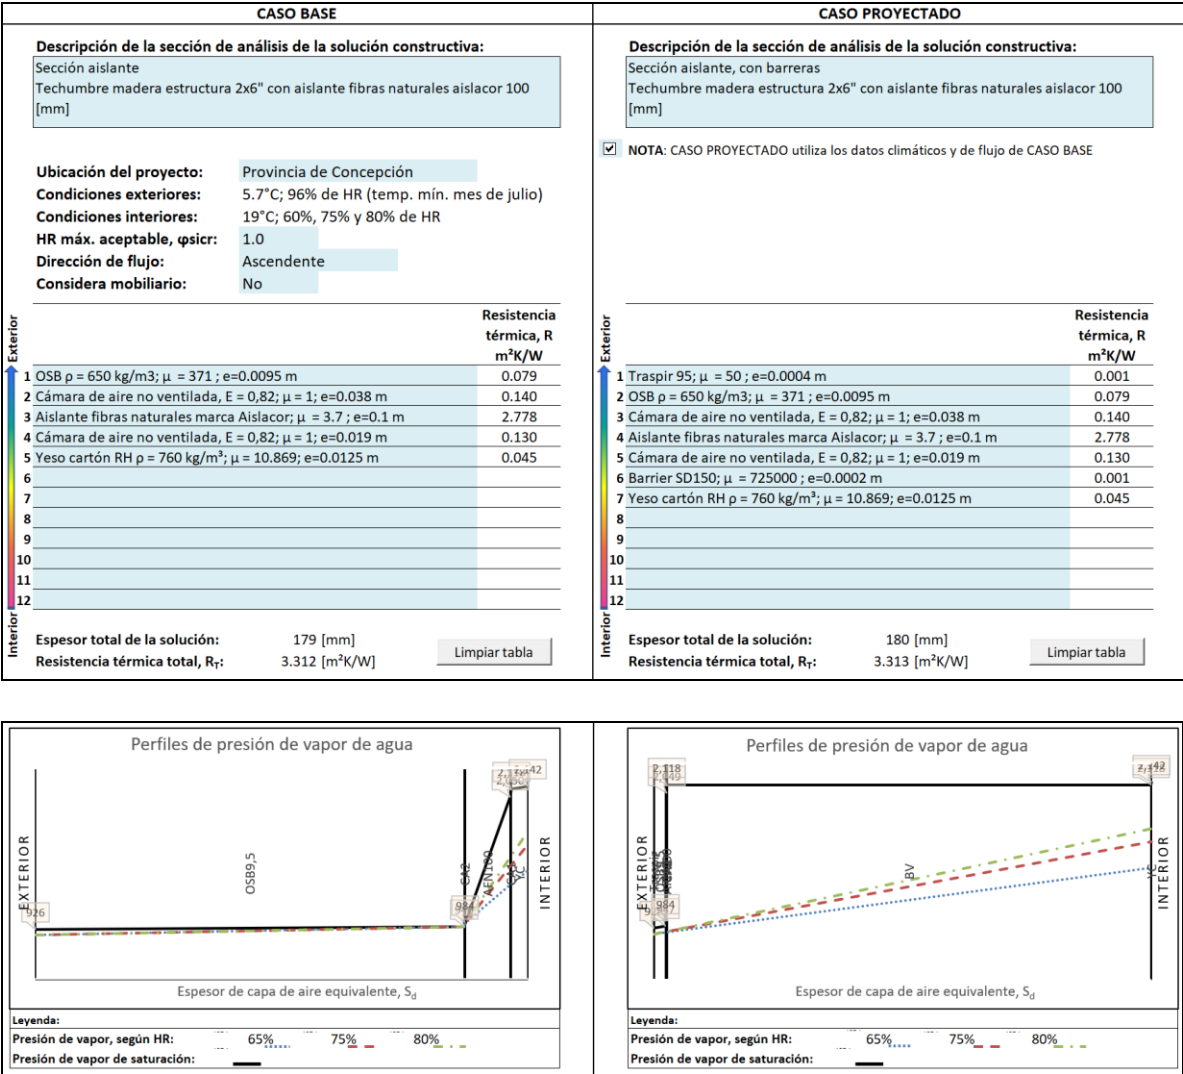 CASO BASE
Descripción de la sección de análisis de la solución constructiva:
Sección aislante
Techumbre madera estructura 2x6" con aislante fibras naturales aislacor 100
[mm]
Ubicación del proyecto: Provincia de Concepción
Condiciones exteriores: 5.7°C; 96% de HR (temp. mín. mes de julio)
Condiciones interiores: 19°C; 60%, 75% y 80% de HR
HR máx. aceptable, φsicr: 1.0
Dirección de flujo: Ascendente
Considera mobiliario: No
Exterior
Resistencia
térmica, R
m²K/W
1 OSB ρ = 650 kg/m3; μ = 371 ; e=0.0095 m 0.079
2 Cámara de aire no ventilada, E = 0,82; μ = 1; e=0.038 m 0.140
3 Aislante fibras naturales marca Aislacor; μ = 3.7 ; e=0.1 m 2.778
4 Cámara de aire no ventilada, E = 0,82; μ = 1; e=0.019 m 0.130
5 Yeso cartón RH ρ = 760 kg/m³; μ = 10.869; e=0.0125 m 0.045
6
7
8
9
10
11
12
Interior
Espesor total de la solución: 179 [mm]
Resistencia térmica total, RT: 3.312 [m²K/W]
Limpiar tabla
CASO PROYECTADO
Descripción de la sección de análisis de la solución constructiva:
Sección aislante, con barreras
Techumbre madera estructura 2x6" con aislante fibras naturales aislacor 100
[mm]
NOTA: CASO PROYECTADO utiliza los datos climáticos y de flujo de CASO BASE
Exterior
Resistencia
térmica, R
m²K/W
1 Traspir 95; μ = 50 ; e=0.0004 m 0.001
2 OSB ρ = 650 kg/m3; μ = 371 ; e=0.0095 m 0.079
3 Cámara de aire no ventilada, E = 0,82; μ = 1; e=0.038 m 0.140
4 Aislante fibras naturales marca Aislacor; μ = 3.7 ; e=0.1 m 2.778
5 Cámara de aire no ventilada, E = 0,82; μ = 1; e=0.019 m 0.130
6 Barrier SD150; μ = 725000 ; e=0.0002 m 0.001
7 Yeso cartón RH ρ = 760 kg/m³; μ = 10.869; e=0.0125 m 0.045
8
9
10
11
12
Interior
Espesor total de la solución: 180 [mm]
Resistencia térmica total, RT: 3.313 [m²K/W]
Limpiar tabla
Perfiles de presión de vapor de agua
EXTERIOR
926
OSB9,5
CA2
984
AEN100
YC
INTERIOR
Espesor de capa de aire equivalente, Sd
Leyenda:
Presión de vapor, según HR: 65% 75% 80%
Presión de vapor de saturación:
Perfiles de presión de vapor de agua
2,118
EXTERIOR
984
BV
YC
INTERIOR
Espesor de capa de aire equivalente, Sd
Leyenda:
Presión de vapor, según HR: 65% 75% 80%
Presión de vapor de saturación: